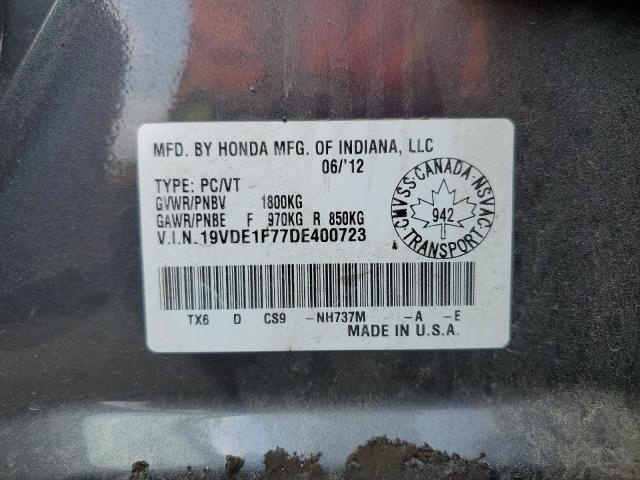 MFD. BY HONDA MFG. OF INDIANA, LLC
06/'12
TYPE: PC/VT
GVWR/PNBV 1800KG
GAWR/PNBE F 970KG R 850KG
V.I.N. 19VDE1F77DE400723
CMVSS·CANADA·NSVAC
942
TRANSPORT
TX6 D CS9 -NH737M -A -E
MADE IN U.S.A.